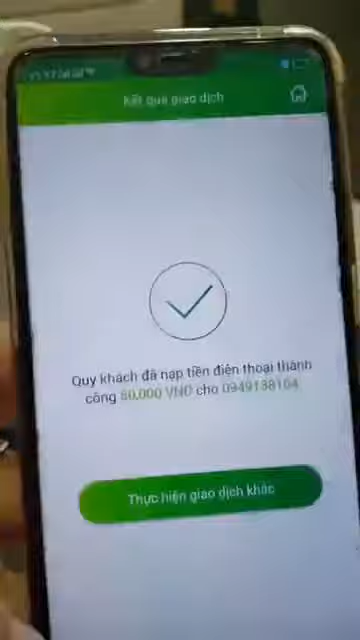 Kết quả giao dịch
Quý khách đã nạp tiền điện thoại thành
công 80,000 VND cho 0949138104
Thực hiện giao dịch khác